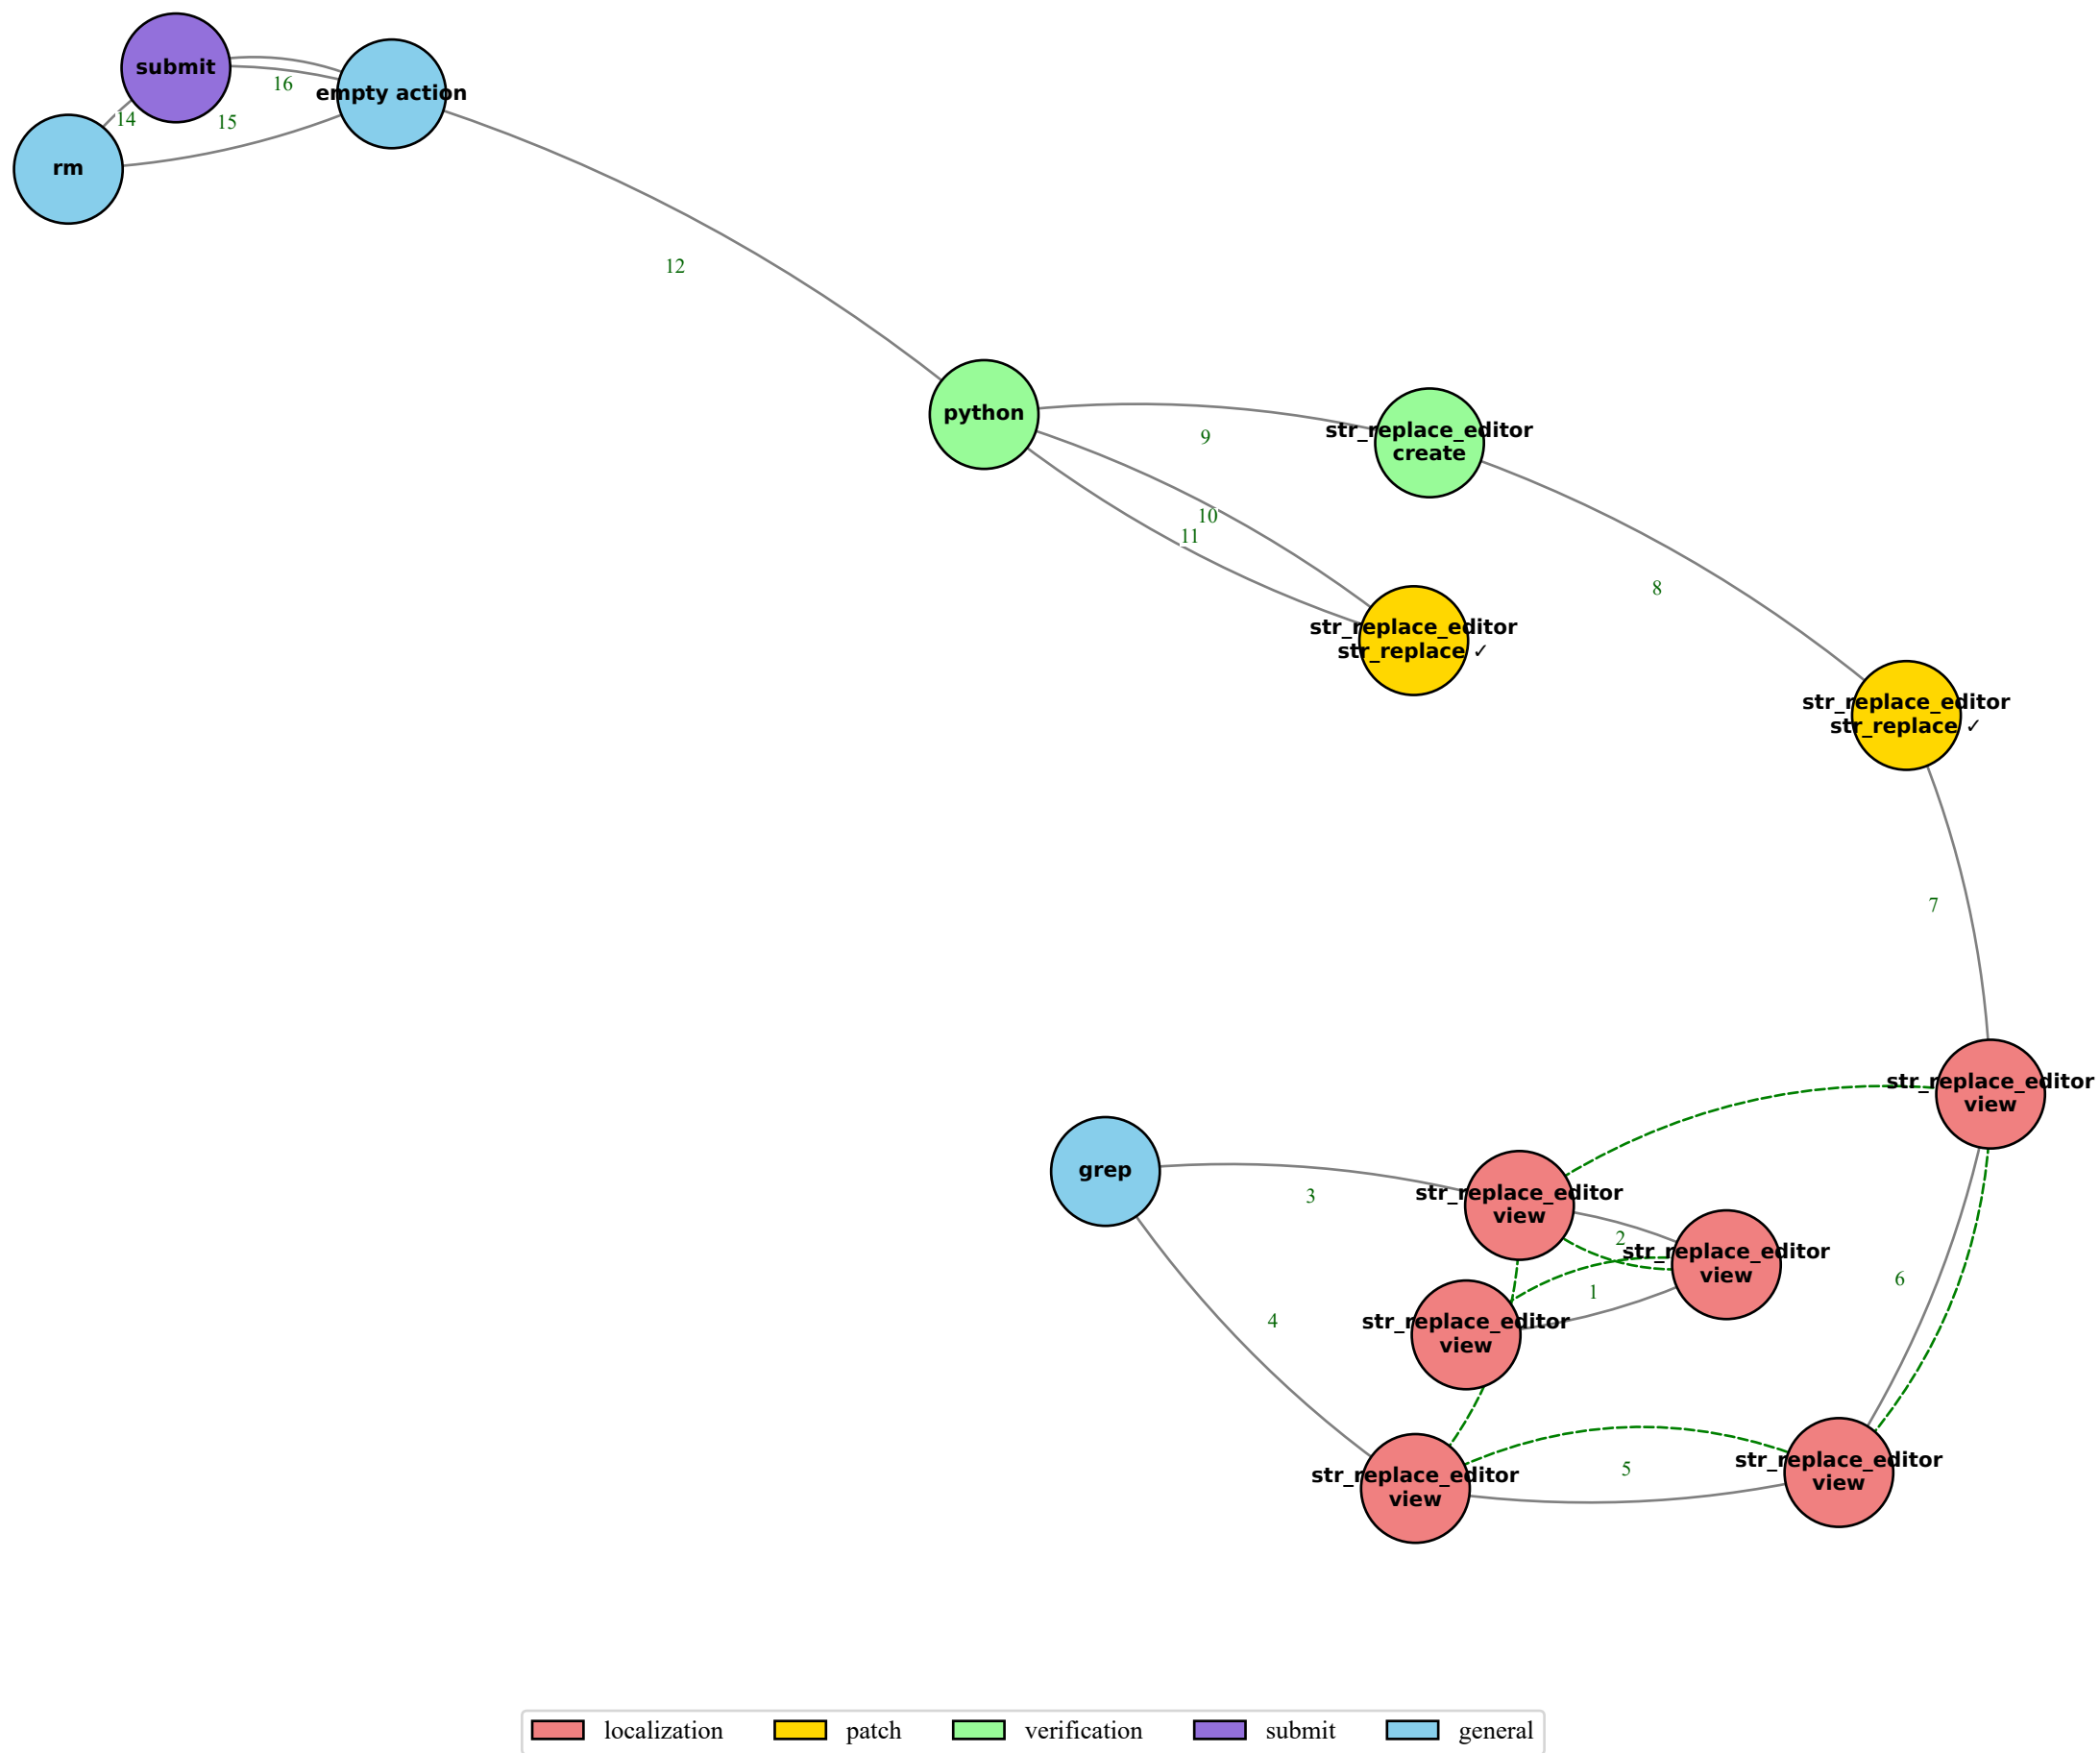 submit
16
empty action
14
15
rm
12
python
9
str_replace_editor
create
10
11
8
str_replace_editor
str_replace ✓
str_replace_editor
str_replace ✓
7
str_replace_editor
view
grep
3
str_replace_editor
view
2
str_replace_editor
view
1
6
4
str_replace_editor
view
5
str_replace_editor
view
str_replace_editor
view
localization patch verification submit general